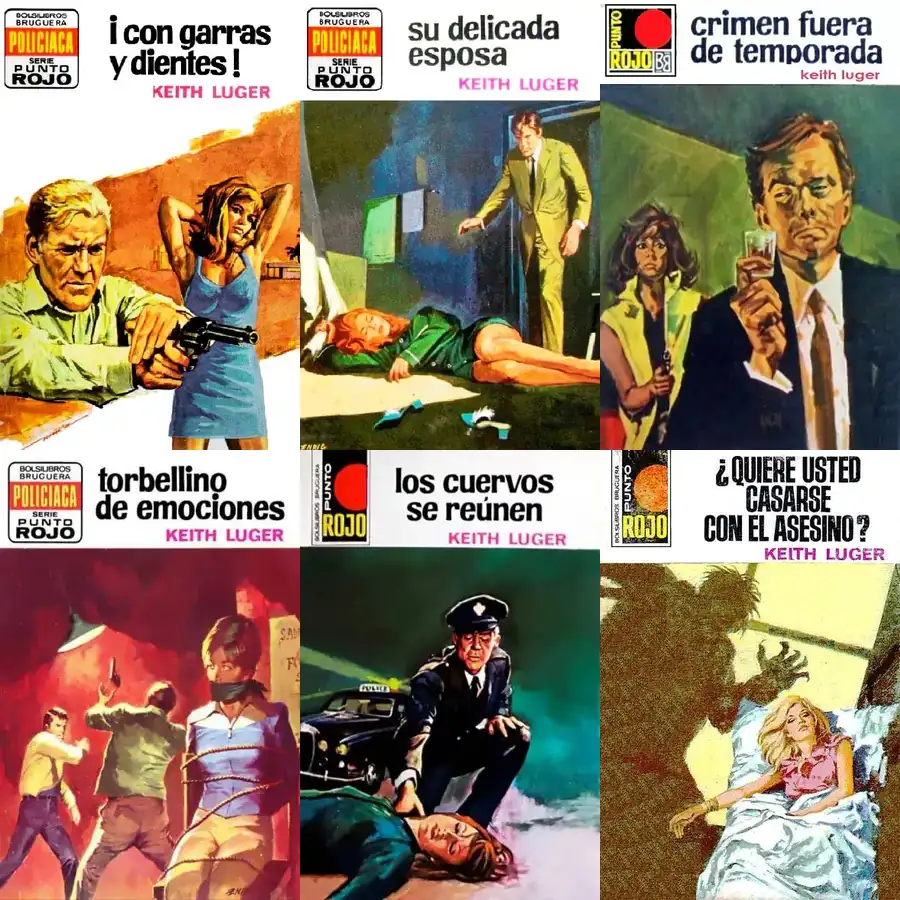 BOLSILIBROS
BRUGUERA
POLICIACA
SERIE
PUNTO
ROJO
¡con garras
y dientes!
KEITH LUGER
BOLSILIBROS
BRUGUERA
POLICIACA
SERIE
PUNTO
ROJO
su delicada
esposa
KEITH LUGER
PUNTO
ROJO
crimen fuera
de temporada
keith luger
BOLSILIBROS
BRUGUERA
POLICIACA
SERIE
PUNTO
ROJO
torbellino
de emociones
KEITH LUGER
BOLSILIBROS BRUGUERA
PUNTO
ROJO
los cuervos
se reúnen
KEITH LUGER
POLICE
BOLSILIBROS BRUGUERA
PUNTO
ROJO
¿QUIERE USTED
CASARSE
CON EL ASESINO?
KEITH LUGER